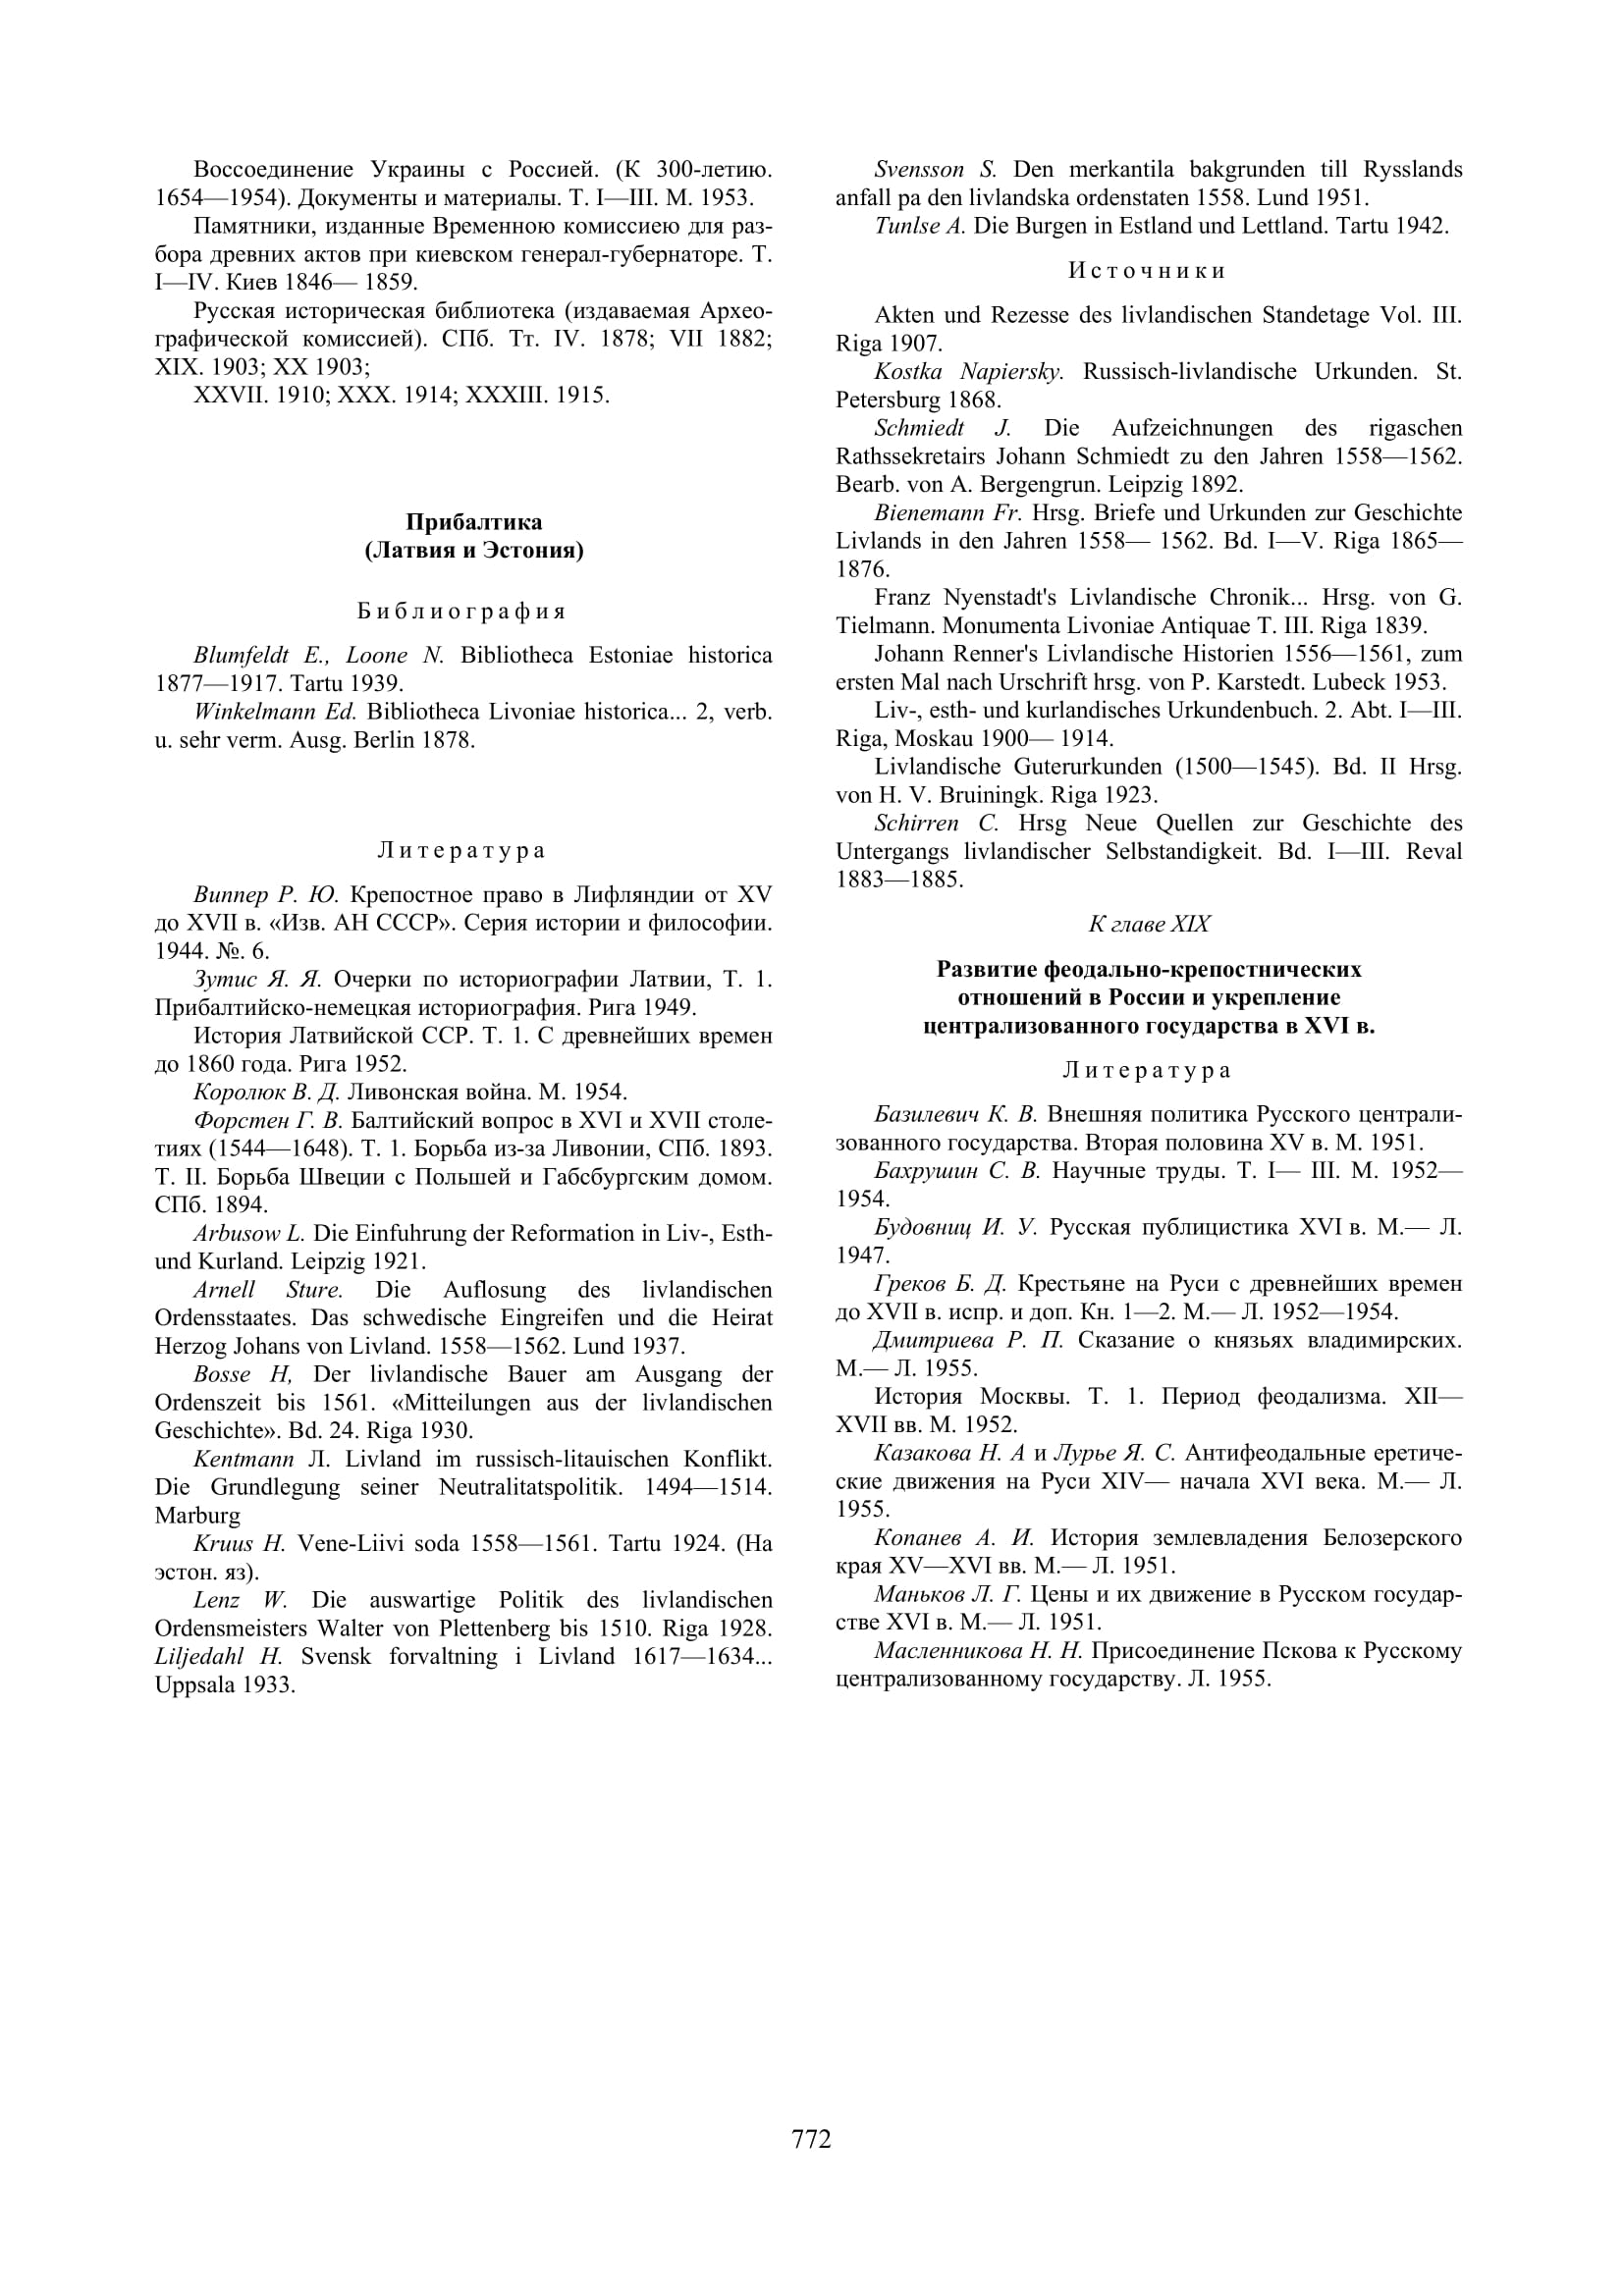 Воссоединение Украины с Россией. (К 300-летию.
1654—1954). Документы и материалы. Т. I—III. М. 1953.
Памятники, изданные Временною комиссиею для раз-
бора древних актов при киевском генерал-губернаторе. Т.
I—IV. Киев 1846— 1859.
Русская историческая библиотека (издаваемая Архео-
графической комиссией). СПб. Тт. IV. 1878; VII 1882;
XIX. 1903; XX 1903;
XXVII. 1910; XXX. 1914; XXXIII. 1915.
Прибалтика
(Латвия и Эстония)
Библиография
Blumfeldt E., Loone N. Bibliotheca Estoniae historica
1877—1917. Tartu 1939.
Winkelmann Ed. Bibliotheca Livoniae historica... 2, verb.
u. sehr verm. Ausg. Berlin 1878.
Литература
Виппер Р. Ю. Крепостное право в Лифляндии от XV
до XVII в. «Изв. АН СССР». Серия истории и философии.
1944. №. 6.
Зутис Я. Я. Очерки по историографии Латвии, Т. 1.
Прибалтийско-немецкая историография. Рига 1949.
История Латвийской ССР. Т. 1. С древнейших времен
до 1860 года. Рига 1952.
Королюк В. Д. Ливонская война. М. 1954.
Форстен Г. В. Балтийский вопрос в XVI и XVII столе-
тиях (1544—1648). Т. 1. Борьба из-за Ливонии, СПб. 1893.
Т. II. Борьба Швеции с Польшей и Габсбургским домом.
СПб. 1894.
Arbusow L. Die Einfuhrung der Reformation in Liv-, Esth-
und Kurland. Leipzig 1921.
Arnell Sture. Die Auflosung des livlandischen
Ordensstaates. Das schwedische Eingreifen und die Heirat
Herzog Johans von Livland. 1558—1562. Lund 1937.
Bosse H, Der livlandische Bauer am Ausgang der
Ordenszeit bis 1561. «Mitteilungen aus der livlandischen
Geschichte». Bd. 24. Riga 1930.
Kentmann Л. Livland im russisch-litauischen Konflikt.
Die Grundlegung seiner Neutralitatspolitik. 1494—1514.
Marburg
Kruus H. Vene-Liivi soda 1558—1561. Tartu 1924. (На
эстон. яз).
Lenz W. Die auswartige Politik des livlandischen
Ordensmeisters Walter von Plettenberg bis 1510. Riga 1928.
Liljedahl H. Svensk forvaltning i Livland 1617—1634...
Uppsala 1933.
Svensson S. Den merkantila bakgrunden till Rysslands
anfall pa den livlandska ordenstaten 1558. Lund 1951.
Tunlse A. Die Burgen in Estland und Lettland. Tartu 1942.
Источники
Akten und Rezesse des livlandischen Standetage Vol. III.
Riga 1907.
Kostka Napiersky. Russisch-livlandische Urkunden. St.
Petersburg 1868.
Schmiedt J. Die Aufzeichnungen des rigaschen
Rathssekretairs Johann Schmiedt zu den Jahren 1558—1562.
Bearb. von A. Bergengrun. Leipzig 1892.
Bienemann Fr. Hrsg. Briefe und Urkunden zur Geschichte
Livlands in den Jahren 1558— 1562. Bd. I—V. Riga 1865—
1876.
Franz Nyenstadt's Livlandische Chronik... Hrsg. von G.
Tielmann. Monumenta Livoniae Antiquae T. III. Riga 1839.
Johann Renner's Livlandische Historien 1556—1561, zum
ersten Mal nach Urschrift hrsg. von P. Karstedt. Lubeck 1953.
Liv-, esth- und kurlandisches Urkundenbuch. 2. Abt. I—III.
Riga, Moskau 1900— 1914.
Livlandische Guterurkunden (1500—1545). Bd. II Hrsg.
von H. V. Bruiningk. Riga 1923.
Schirren C. Hrsg Neue Quellen zur Geschichte des
Untergangs livlandischer Selbstandigkeit. Bd. I—III. Reval
1883—1885.
К главе XIX
Развитие феодально-крепостнических
отношений в России и укрепление
централизованного государства в XVI в.
Литература
Базилевич К. В. Внешняя политика Русского централи-
зованного государства. Вторая половина XV в. М. 1951.
Бахрушин С. В. Научные труды. Т. I— III. М. 1952—
1954.
Будовниц И. У. Русская публицистика XVI в. М.— Л.
1947.
Греков Б. Д. Крестьяне на Руси с древнейших времен
до XVII в. испр. и доп. Кн. 1—2. М.— Л. 1952—1954.
Дмитриева Р. П. Сказание о князьях владимирских.
М.— Л. 1955.
История Москвы. Т. 1. Период феодализма. XII—
XVII вв. М. 1952.
Казакова Н. А и Лурье Я. С. Антифеодальные еретиче-
ские движения на Руси XIV— начала XVI века. М.— Л.
1955.
Копанев А. И. История землевладения Белозерского
края XV—XVI вв. М.— Л. 1951.
Маньков Л. Г. Цены и их движение в Русском государ-
стве XVI в. М.— Л. 1951.
Масленникова Н. Н. Присоединение Пскова к Русскому
централизованному государству. Л. 1955.
772